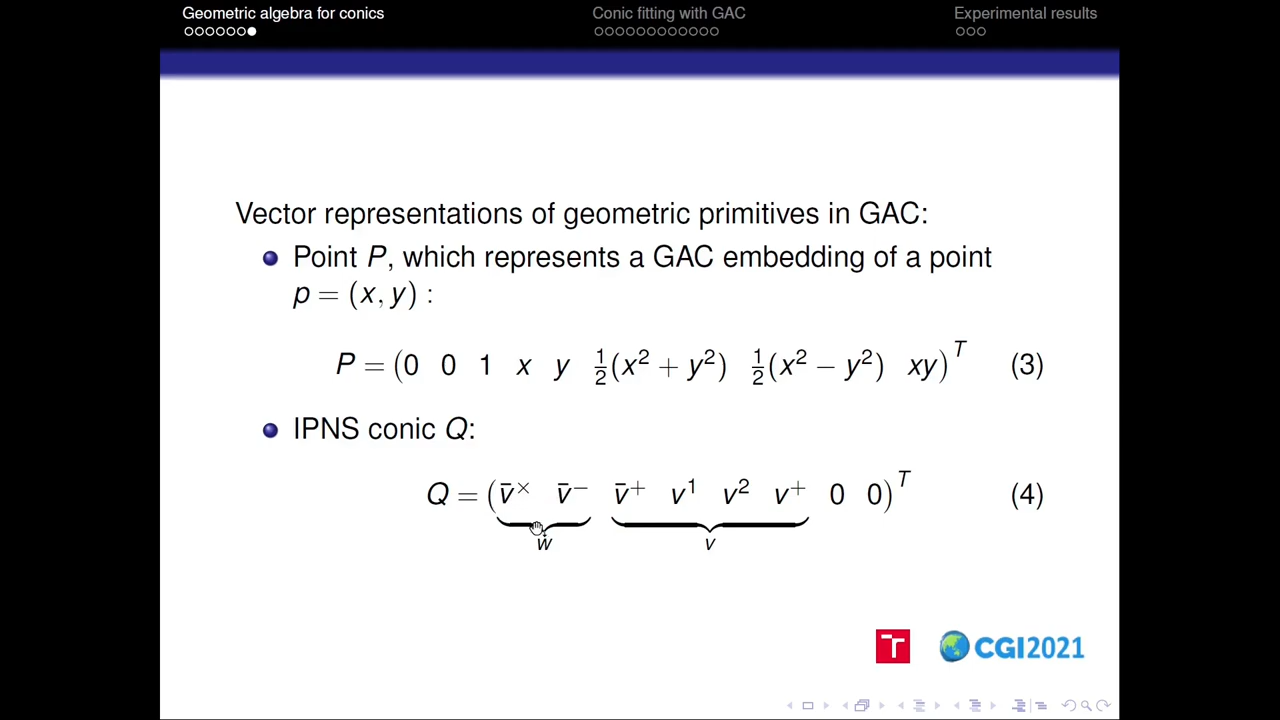 Geometric algebra for conics Conic fitting with GAC Experimental results
Vector representations of geometric primitives in GAC:
Point P, which represents a GAC embedding of a point
p = (x, y) :
P = (0 0 1 x y ½(x² + y²) ½(x² − y²) xy)ᵀ (3)
IPNS conic Q:
Q = (v̄× v̄⁻ v̄⁺ v¹ v² v⁺ 0 0)ᵀ (4)
w v
T CGI2021